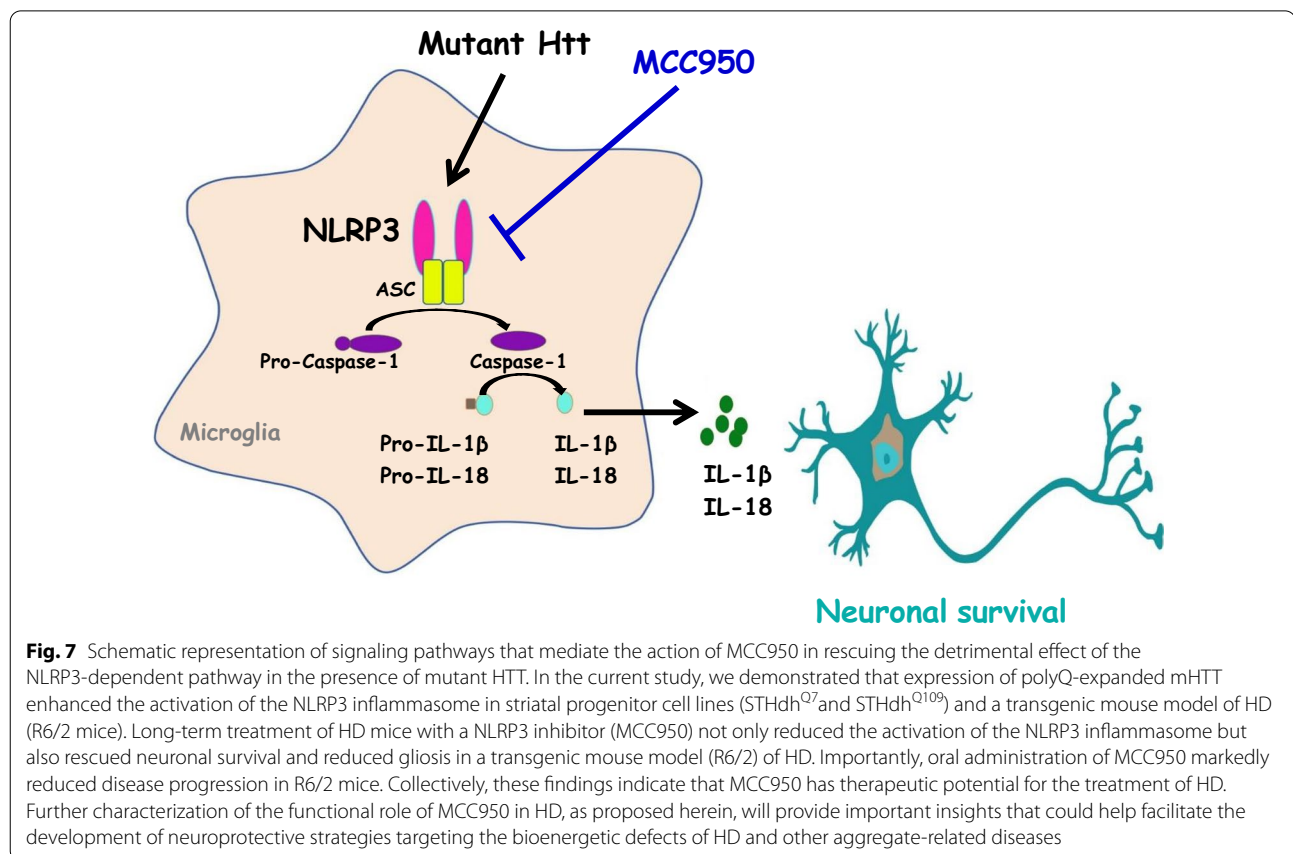 Mutant Htt
MCC950
NLRP3
ASC
Pro-Caspase-1
Caspase-1
Microglia
Pro-IL-1β
IL-1β
Pro-IL-18
IL-18
IL-1β
IL-18
Neuronal survival
Fig. 7 Schematic representation of signaling pathways that mediate the action of MCC950 in rescuing the detrimental effect of the
NLRP3-dependent pathway in the presence of mutant HTT. In the current study, we demonstrated that expression of polyQ-expanded mHTT
enhanced the activation of the NLRP3 inflammasome in striatal progenitor cell lines (STHdh^Q7 and STHdh^Q109) and a transgenic mouse model of HD
(R6/2 mice). Long-term treatment of HD mice with a NLRP3 inhibitor (MCC950) not only reduced the activation of the NLRP3 inflammasome but
also rescued neuronal survival and reduced gliosis in a transgenic mouse model (R6/2) of HD. Importantly, oral administration of MCC950 markedly
reduced disease progression in R6/2 mice. Collectively, these findings indicate that MCC950 has therapeutic potential for the treatment of HD.
Further characterization of the functional role of MCC950 in HD, as proposed herein, will provide important insights that could help facilitate the
development of neuroprotective strategies targeting the bioenergetic defects of HD and other aggregate-related diseases